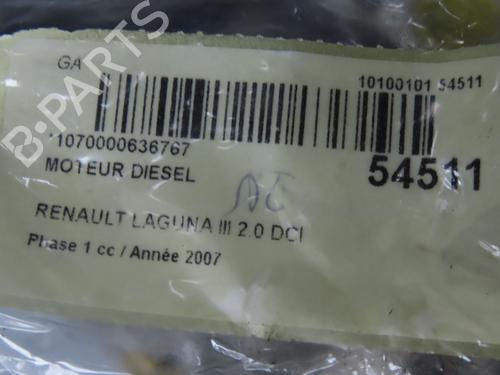 GA
10100101 54511
1070000636767
54511
MOTEUR DIESEL
RENAULT LAGUNA III 2.0 DCI
Phase 1 cc / Année 2007
B-PARTS